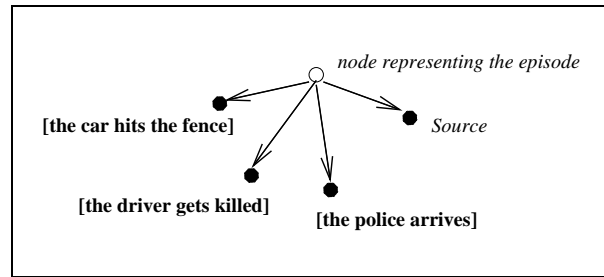 node representing the episode
[the car hits the fence]
Source
[the driver gets killed]
[the police arrives]